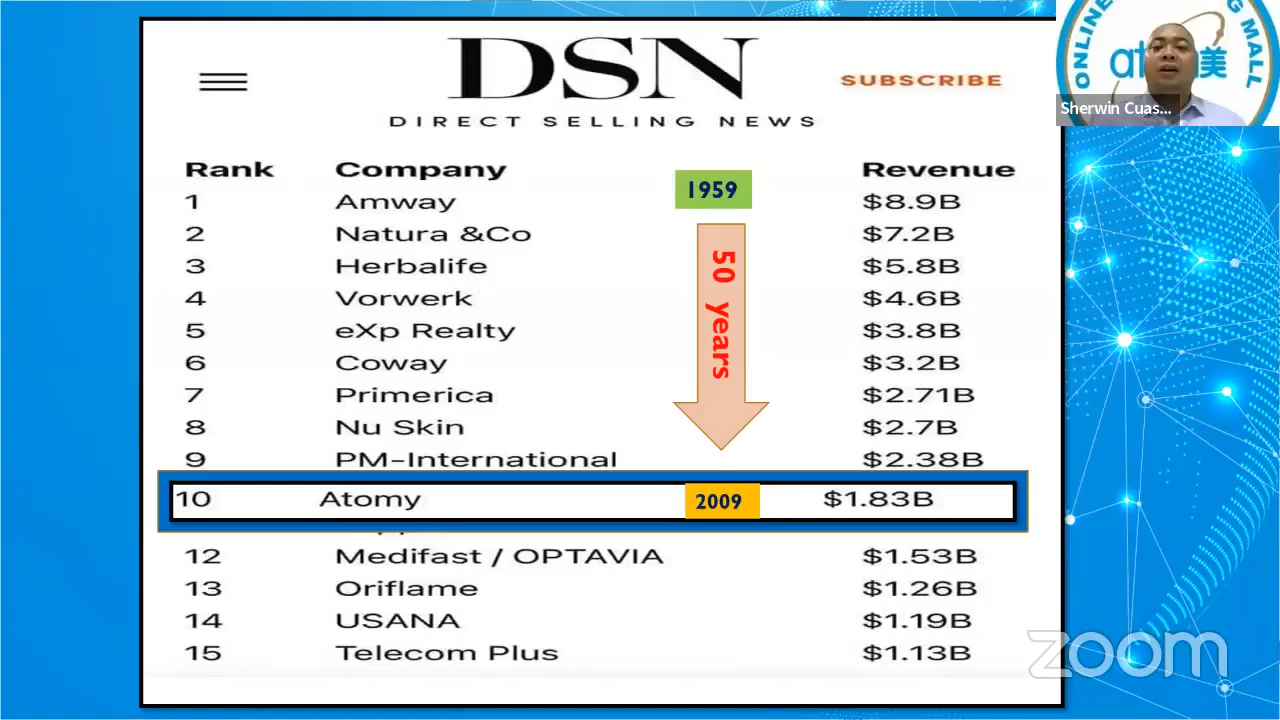 DSN
SUBSCRIBE
DIRECT SELLING NEWS
ONLINE MALL
at 美
Sherwin Cuas...
Rank Company Revenue
1959
1 Amway $8.9B
2 Natura &Co $7.2B
3 Herbalife $5.8B
50 years
4 Vorwerk $4.6B
5 eXp Realty $3.8B
6 Coway $3.2B
7 Primerica $2.71B
8 Nu Skin $2.7B
9 PM-International $2.38B
10 Atomy 2009 $1.83B
12 Medifast / OPTAVIA $1.53B
13 Oriflame $1.26B
14 USANA $1.19B
15 Telecom Plus $1.13B
zoom